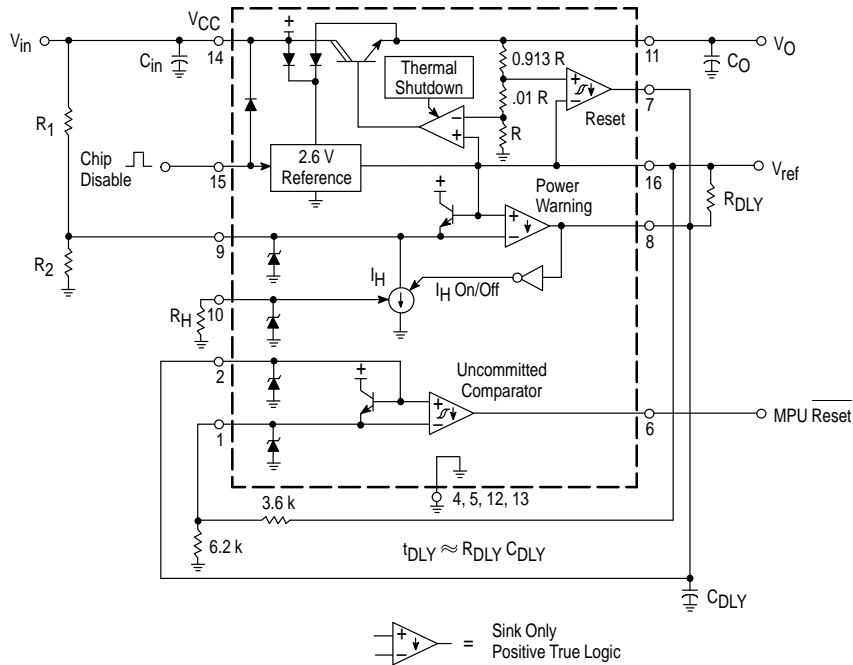 VCC
Vin
Cin
14
+
0.913 R
11
CO
VO
Thermal
Shutdown
.01 R
+
−
7
Reset
R1
−
+
R
Chip
Disable
15
2.6 V
Reference
16
Vref
+
Power
Warning
RDLY
+
−
8
R2
9
IH
IH On/Off
RH
10
2
+
Uncommitted
Comparator
+
−
1
6
MPU Reset
4, 5, 12, 13
3.6 k
6.2 k
tDLY ≈ RDLY CDLY
CDLY
+
−
=
Sink Only
Positive True Logic